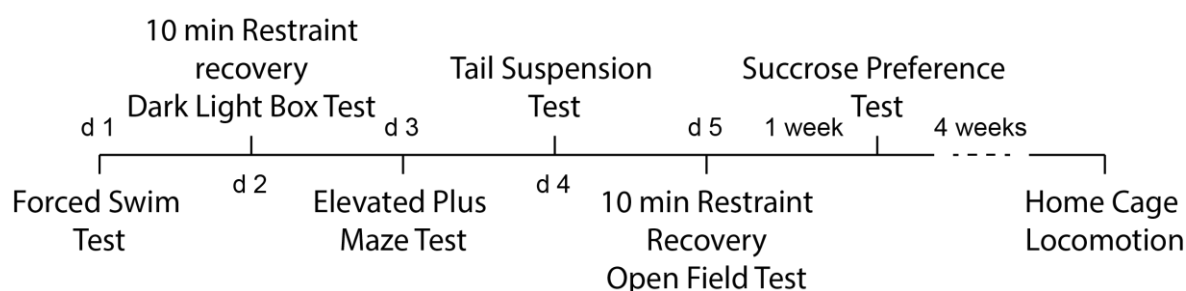 10 min Restraint
recovery
Dark Light Box Test
Tail Suspension
Test
Succrose Preference
Test
d 1
d 3
d 5
1 week
4 weeks
d 2
d 4
Forced Swim
Test
Elevated Plus
Maze Test
10 min Restraint
Recovery
Open Field Test
Home Cage
Locomotion